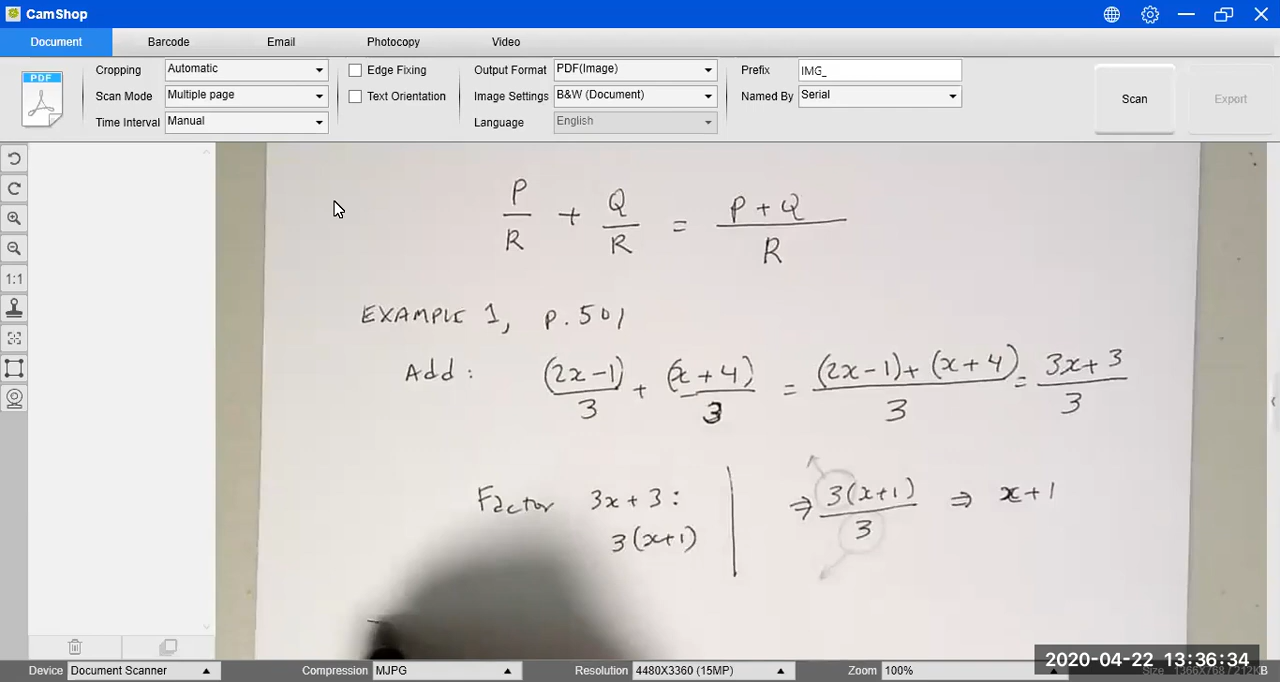 CamShop
Document Barcode Email Photocopy Video
PDF Cropping Automatic Edge Fixing Output Format PDF(Image) Prefix IMG_
Scan Mode Multiple page Text Orientation Image Settings B&W (Document) Named By Serial Scan Export
Time Interval Manual Language English
1:1
P/R + Q/R = P+Q/R
EXAMPLE 1, p. 501
Add: (2x-1)/3 + (x+4)/3 = (2x-1)+(x+4)/3 = 3x+3/3
Factor 3x+3: ⇒ 3(x+1)/3 ⇒ x+1
3(x+1)
2020-04-22 13:36:34
Device Document Scanner Compression MJPG Resolution 4480X3360 (15MP) Zoom 100%